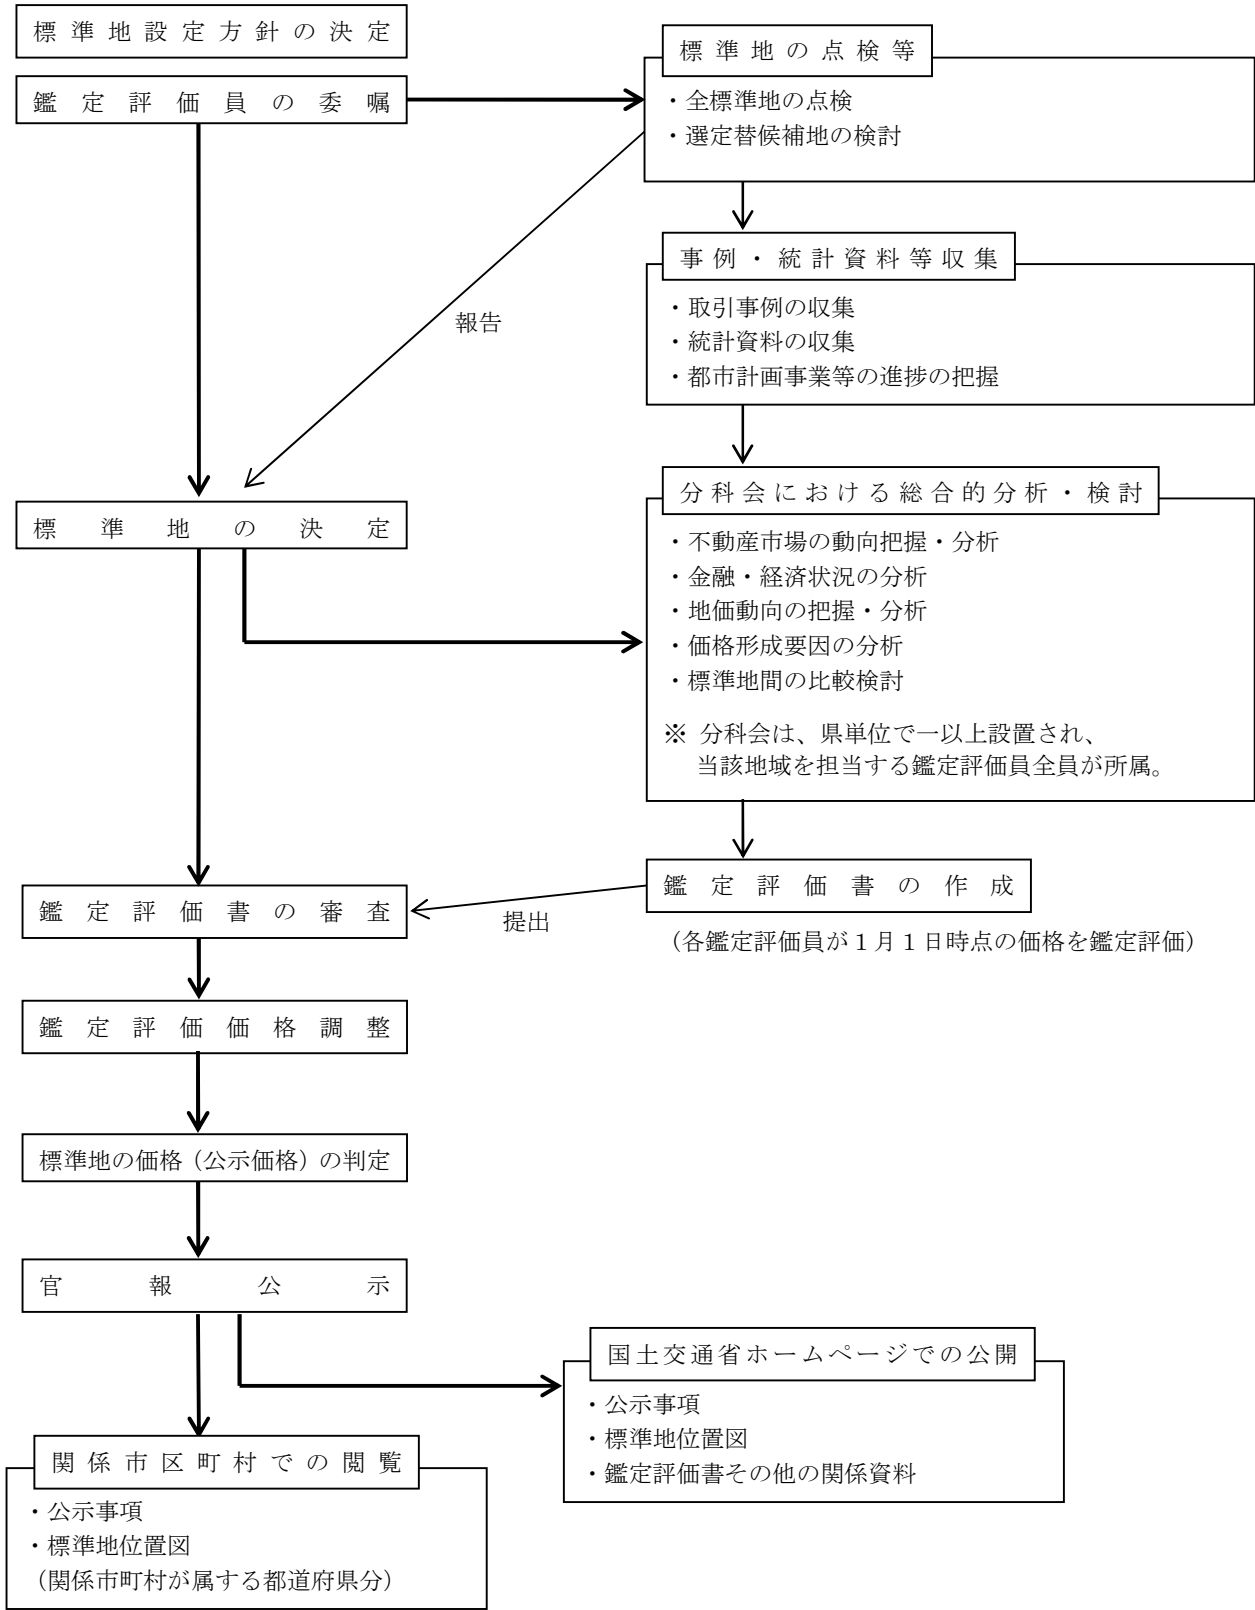 標準地設定方針の決定
鑑定評価員の委嘱
標準地の点検等
・全標準地の点検
・選定替候補地の検討
事例・統計資料等収集
・取引事例の収集
・統計資料の収集
・都市計画事業等の進捗の把握
報告
分科会における総合的分析・検討
・不動産市場の動向把握・分析
・金融・経済状況の分析
・地価動向の把握・分析
・価格形成要因の分析
・標準地間の比較検討
※ 分科会は、県単位で一以上設置され、
当該地域を担当する鑑定評価員全員が所属。
標準地の決定
鑑定評価書の作成
（各鑑定評価員が１月１日時点の価格を鑑定評価）
提出
鑑定評価書の審査
鑑定評価価格調整
標準地の価格（公示価格）の判定
官報公示
国土交通省ホームページでの公開
・公示事項
・標準地位置図
・鑑定評価書その他の関係資料
関係市区町村での閲覧
・公示事項
・標準地位置図
（関係市町村が属する都道府県分）